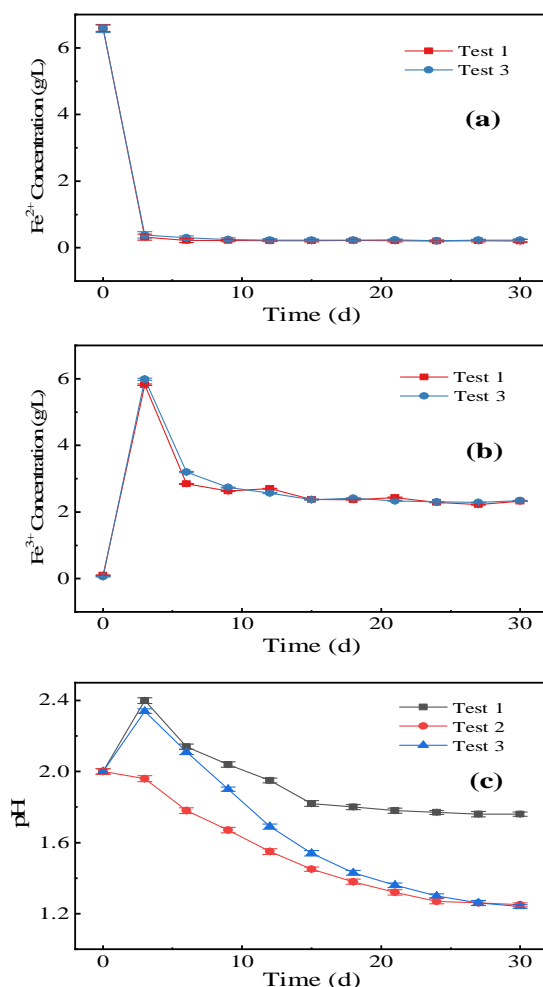 Test 1
Test 3
(a)
Fe2+ Concentration (g/L)
6
4
2
0
0
10
20
30
Time (d)
Test 1
Test 3
(b)
Fe3+ Concentration (g/L)
6
4
2
0
0
10
20
30
Time (d)
Test 1
Test 2
Test 3
(c)
pH
2.4
2.0
1.6
1.2
0
10
20
30
Time (d)